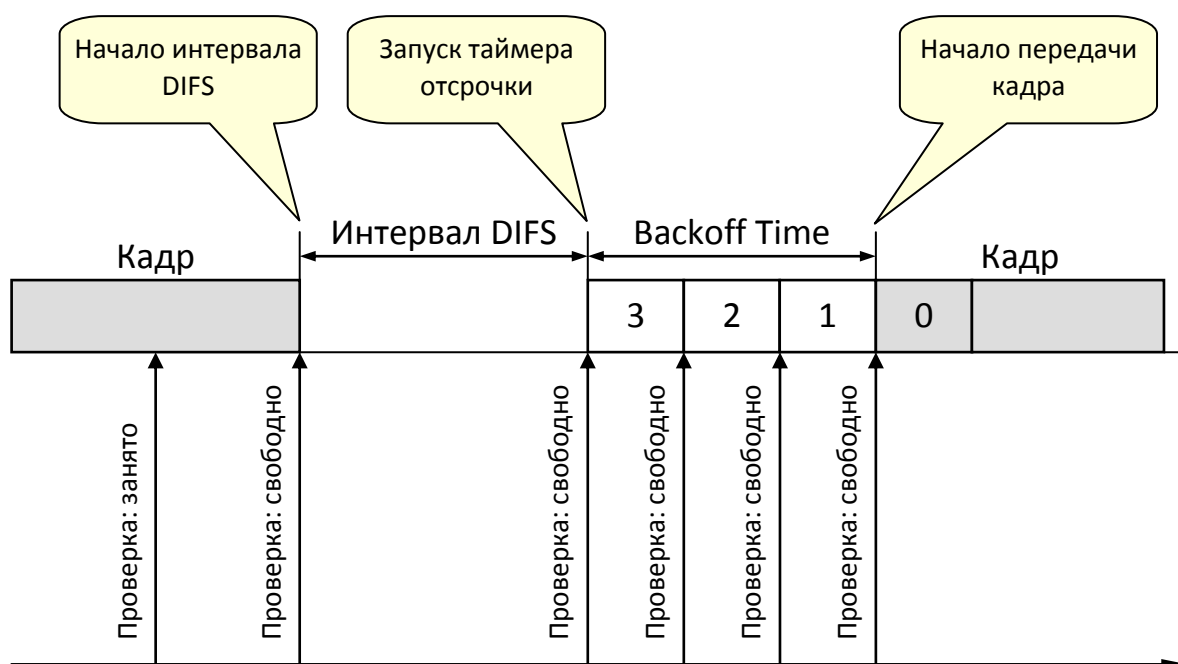 Начало интервала
DIFS
Запуск таймера
отсрочки
Начало передачи
кадра
Кадр
Интервал DIFS
Backoff Time
Кадр
3
2
1
0
Проверка: занято
Проверка: свободно
Проверка: свободно
Проверка: свободно
Проверка: свободно
Проверка: свободно